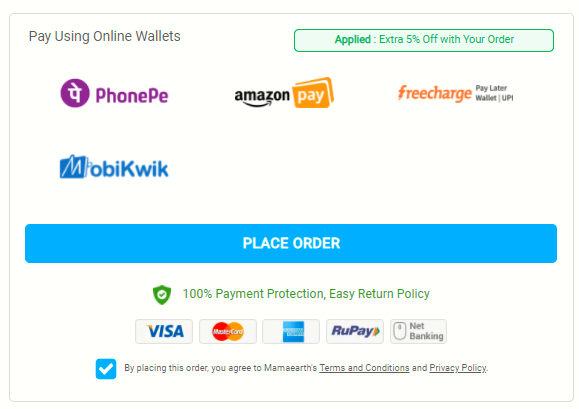 Pay Using Online Wallets
Applied : Extra 5% Off with Your Order
पे PhonePe
amazon pay
freecharge Pay Later
Wallet | UPI
MobiKwik
PLACE ORDER
100% Payment Protection, Easy Return Policy
VISA MasterCard RuPay Net
Banking
By placing this order, you agree to Mamaearth's Terms and Conditions and Privacy Policy.